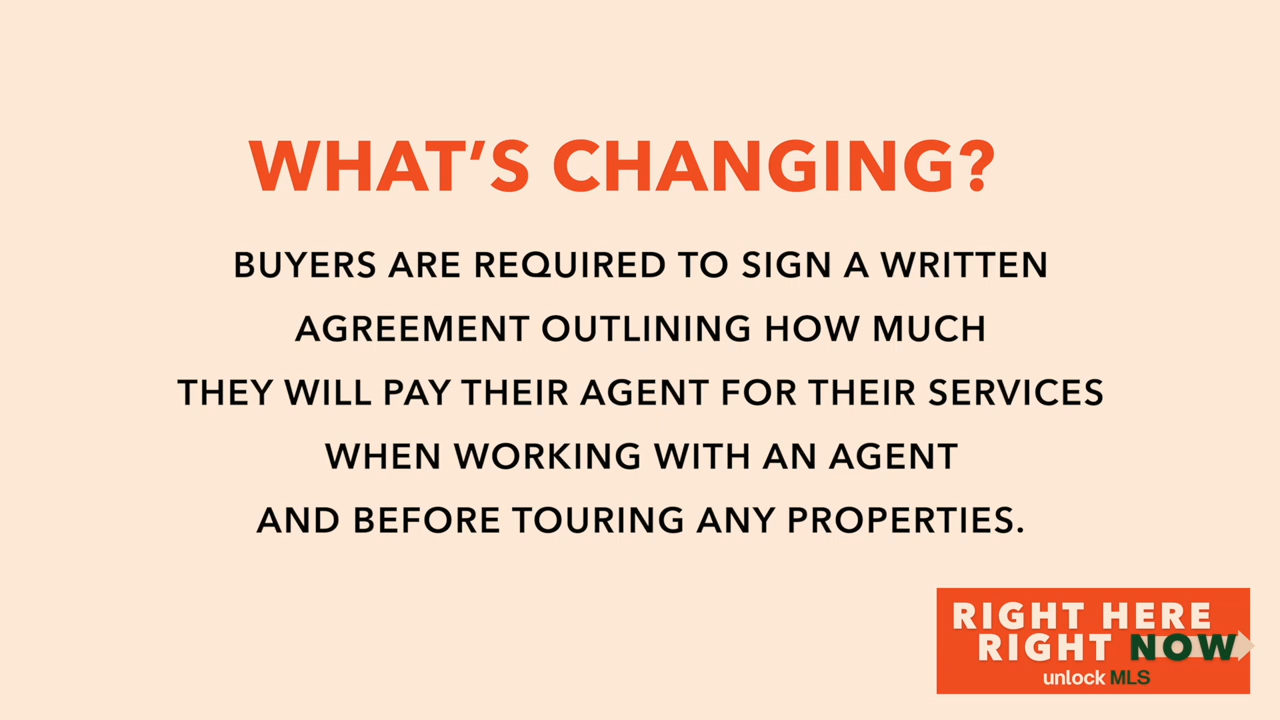 WHAT'S CHANGING?
BUYERS ARE REQUIRED TO SIGN A WRITTEN
AGREEMENT OUTLINING HOW MUCH
THEY WILL PAY THEIR AGENT FOR THEIR SERVICES
WHEN WORKING WITH AN AGENT
AND BEFORE TOURING ANY PROPERTIES.
RIGHT HERE
RIGHT NOW
unlock MLS